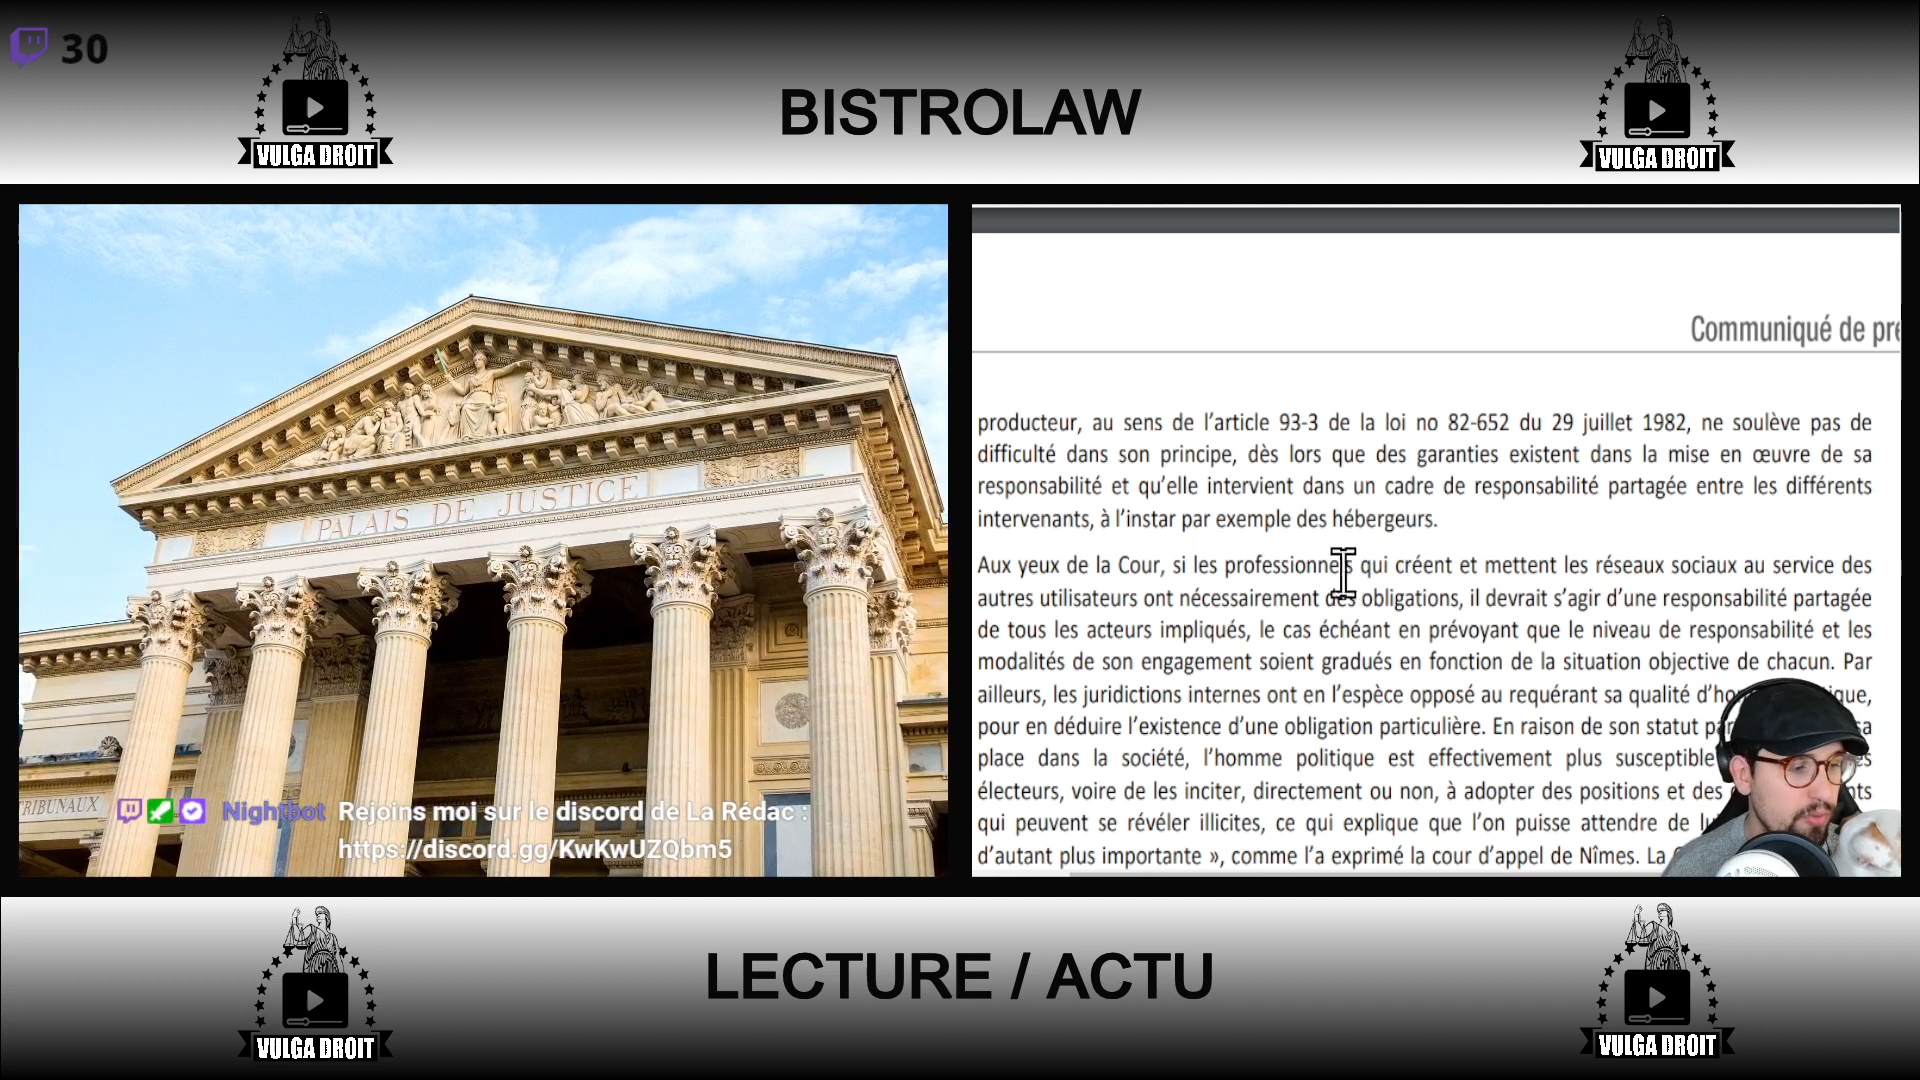 30
VULGA DROIT
BISTROLAW
VULGA DROIT
PALAIS DE JUSTICE
TRIBUNAUX
Nightbot Rejoins moi sur le discord de La Rédac :
https://discord.gg/KwKwUZQbm5
Communiqué de pre
producteur, au sens de l’article 93-3 de la loi no 82-652 du 29 juillet 1982, ne soulève pas de
difficulté dans son principe, dès lors que des garanties existent dans la mise en œuvre de sa
responsabilité et qu’elle intervient dans un cadre de responsabilité partagée entre les différents
intervenants, à l’instar par exemple des hébergeurs.
Aux yeux de la Cour, si les professionnels qui créent et mettent les réseaux sociaux au service des
autres utilisateurs ont nécessairement des obligations, il devrait s’agir d’une responsabilité partagée
de tous les acteurs impliqués, le cas échéant en prévoyant que le niveau de responsabilité et les
modalités de son engagement soient gradués en fonction de la situation objective de chacun. Par
ailleurs, les juridictions internes ont en l’espèce opposé au requérant sa qualité
pour en déduire l’existence d’une obligation particulière. En raison de son statut
place dans la société, l’homme politique est effectivement plus susceptible
électeurs, voire de les inciter, directement ou non, à adopter des positions et des
qui peuvent se révéler illicites, ce qui explique que l’on puisse attendre de
d’autant plus importante », comme l’a exprimé la cour d’appel de Nîmes. La
VULGA DROIT
LECTURE / ACTU
VULGA DROIT